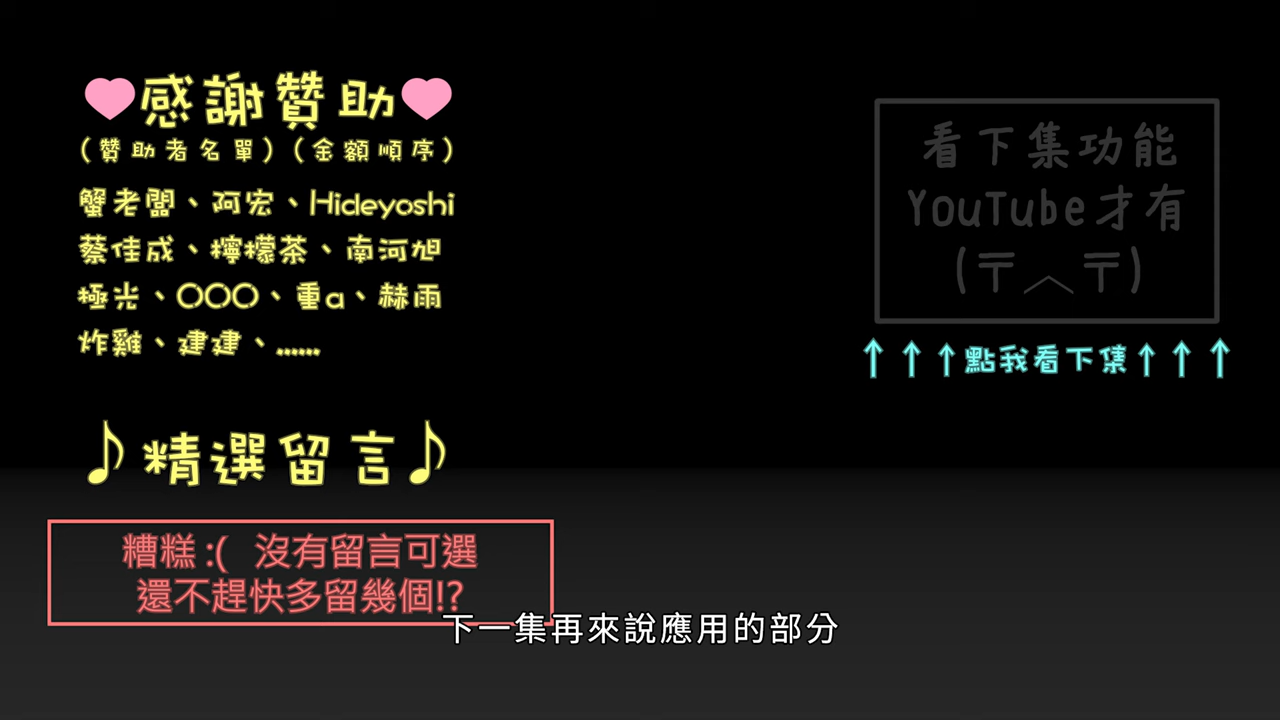 感謝贊助
(贊助者名單)(金額順序)
蟹老闆、阿宏、Hideyoshi
蔡佳成、檸檬茶、南河旭
極光、OOO、重a、赫雨
炸雞、建建、......
看下集功能
YouTube才有
(〒︿〒)
↑↑↑點我看下集↑↑↑
♪精選留言♪
糟糕 :( 沒有留言可選
還不趕快多留幾個!?
下一集再來說應用的部分